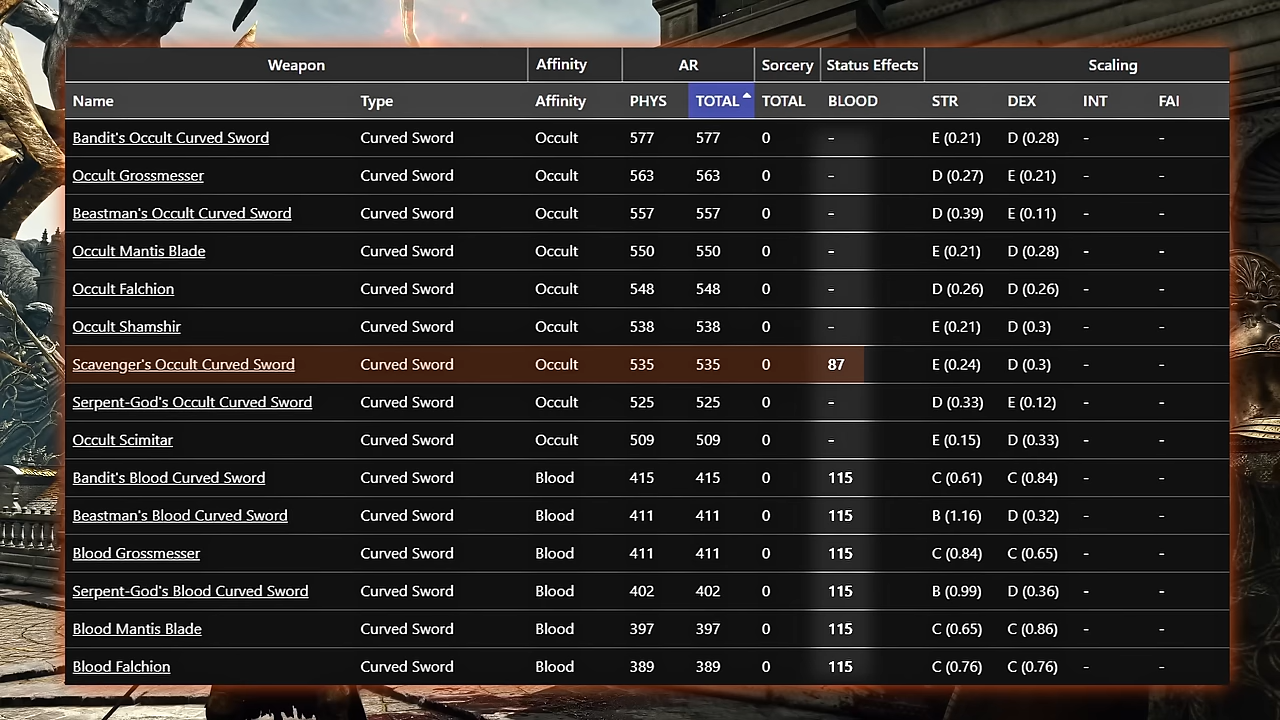 Weapon Affinity AR Sorcery Status Effects Scaling
Name Type Affinity PHYS TOTAL TOTAL BLOOD STR DEX INT FAI
Bandit's Occult Curved Sword Curved Sword Occult 577 577 0 - E (0.21) D (0.28) - -
Occult Grossmesser Curved Sword Occult 563 563 0 - D (0.27) E (0.21) - -
Beastman's Occult Curved Sword Curved Sword Occult 557 557 0 - D (0.39) E (0.11) - -
Occult Mantis Blade Curved Sword Occult 550 550 0 - E (0.21) D (0.28) - -
Occult Falchion Curved Sword Occult 548 548 0 - D (0.26) D (0.26) - -
Occult Shamshir Curved Sword Occult 538 538 0 - E (0.21) D (0.3) - -
Scavenger's Occult Curved Sword Curved Sword Occult 535 535 0 87 E (0.24) D (0.3) - -
Serpent-God's Occult Curved Sword Curved Sword Occult 525 525 0 - D (0.33) E (0.12) - -
Occult Scimitar Curved Sword Occult 509 509 0 - E (0.15) D (0.33) - -
Bandit's Blood Curved Sword Curved Sword Blood 415 415 0 115 C (0.61) C (0.84) - -
Beastman's Blood Curved Sword Curved Sword Blood 411 411 0 115 B (1.16) D (0.32) - -
Blood Grossmesser Curved Sword Blood 411 411 0 115 C (0.84) C (0.65) - -
Serpent-God's Blood Curved Sword Curved Sword Blood 402 402 0 115 B (0.99) D (0.36) - -
Blood Mantis Blade Curved Sword Blood 397 397 0 115 C (0.65) C (0.86) - -
Blood Falchion Curved Sword Blood 389 389 0 115 C (0.76) C (0.76) - -